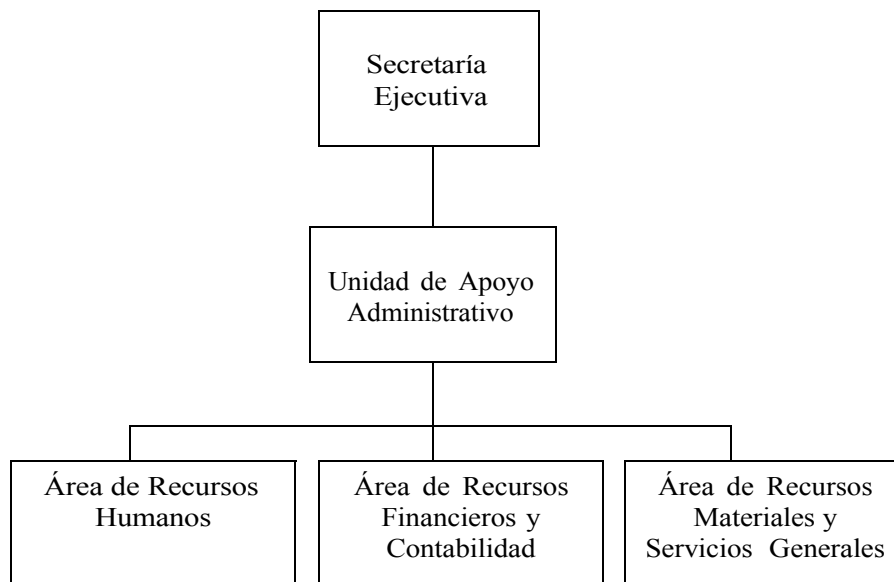 Secretaría
Ejecutiva
Unidad de Apoyo
Administrativo
Área de Recursos
Humanos
Área de Recursos
Financieros y
Contabilidad
Área de Recursos
Materiales y
Servicios Generales